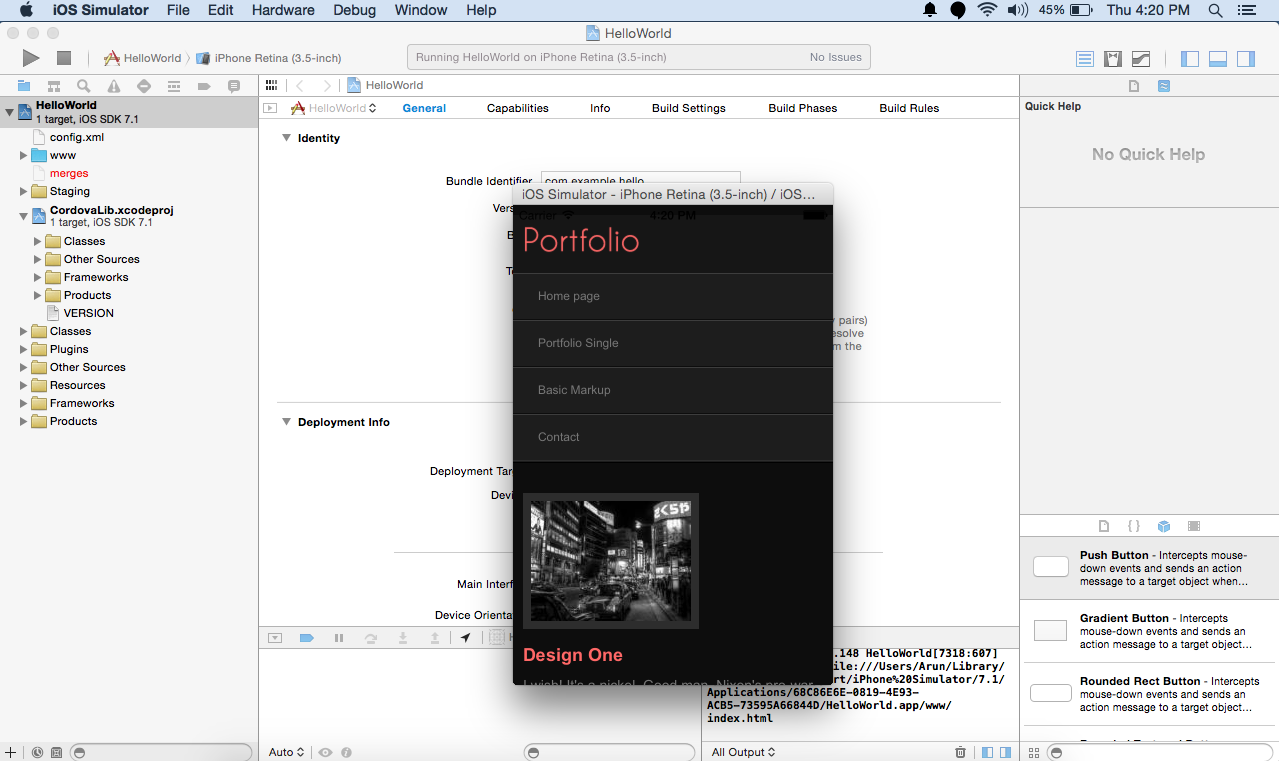 iOS Simulator File Edit Hardware Debug Window Help 45% Thu 4:20 PM
HelloWorld
HelloWorld iPhone Retina (3.5-inch) Running HelloWorld on iPhone Retina (3.5-inch) No Issues
HelloWorld
HelloWorld
1 target, iOS SDK 7.1
config.xml
www
merges
Staging
CordovaLib.xcodeproj
1 target, iOS SDK 7.1
Classes
Other Sources
Frameworks
Products
VERSION
Classes
Plugins
Other Sources
Resources
Frameworks
Products
HelloWorld General Capabilities Info Build Settings Build Phases Build Rules
Identity
Bundle Identifier com.example.hello
pairs)
m the
Deployment Info
iOS Simulator - iPhone Retina (3.5-inch) / iOS...
Carrier 4:20 PM
Portfolio
Home page
Portfolio Single
Basic Markup
Contact
さくらや
Design One
I wish! It's a nickel. Good man. Nixon's pro-war
Auto
.148 HelloWorld[7318:607]
ile:///Users/Arun/Library/
rt/iPhone%20Simulator/7.1/
Applications/68C86E6E-0819-4E93-
ACB5-73595A66844D/HelloWorld.app/www/
index.html
All Output
Quick Help
No Quick Help
Push Button - Intercepts mouse-
down events and sends an action
message to a target object when...
Gradient Button - Intercepts
mouse-down events and sends an
action message to a target object...
Rounded Rect Button - Intercepts
mouse-down events and sends an
action message to a target object...